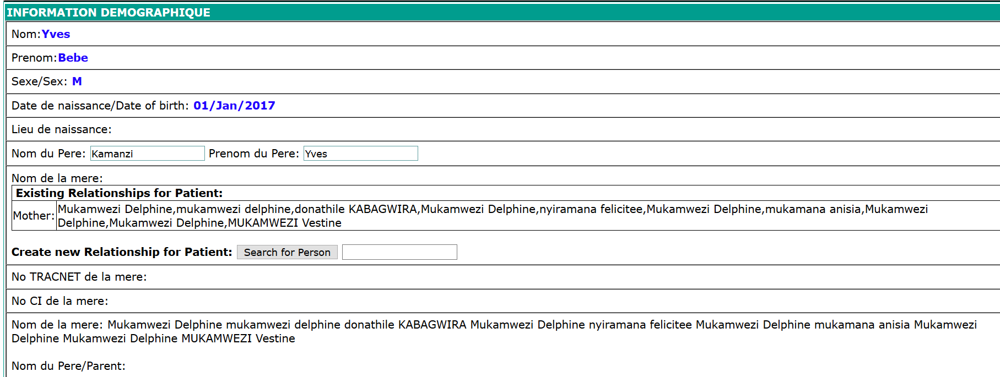 INFORMATION DEMOGRAPHIQUE
Nom:Yves
Prenom:Bebe
Sexe/Sex: M
Date de naissance/Date of birth: 01/Jan/2017
Lieu de naissance:
Nom du Pere: Kamanzi Prenom du Pere: Yves
Nom de la mere:
Existing Relationships for Patient:
Mother: Mukamwezi Delphine,mukamwezi delphine,donathile KABAGWIRA,Mukamwezi Delphine,nyiramana felicitee,Mukamwezi Delphine,mukamana anisia,Mukamwezi
Delphine,Mukamwezi Delphine,MUKAMWEZI Vestine
Create new Relationship for Patient: Search for Person
No TRACNET de la mere:
No CI de la mere:
Nom de la mere: Mukamwezi Delphine mukamwezi delphine donathile KABAGWIRA Mukamwezi Delphine nyiramana felicitee Mukamwezi Delphine mukamana anisia Mukamwezi
Delphine Mukamwezi Delphine MUKAMWEZI Vestine
Nom du Pere/Parent: